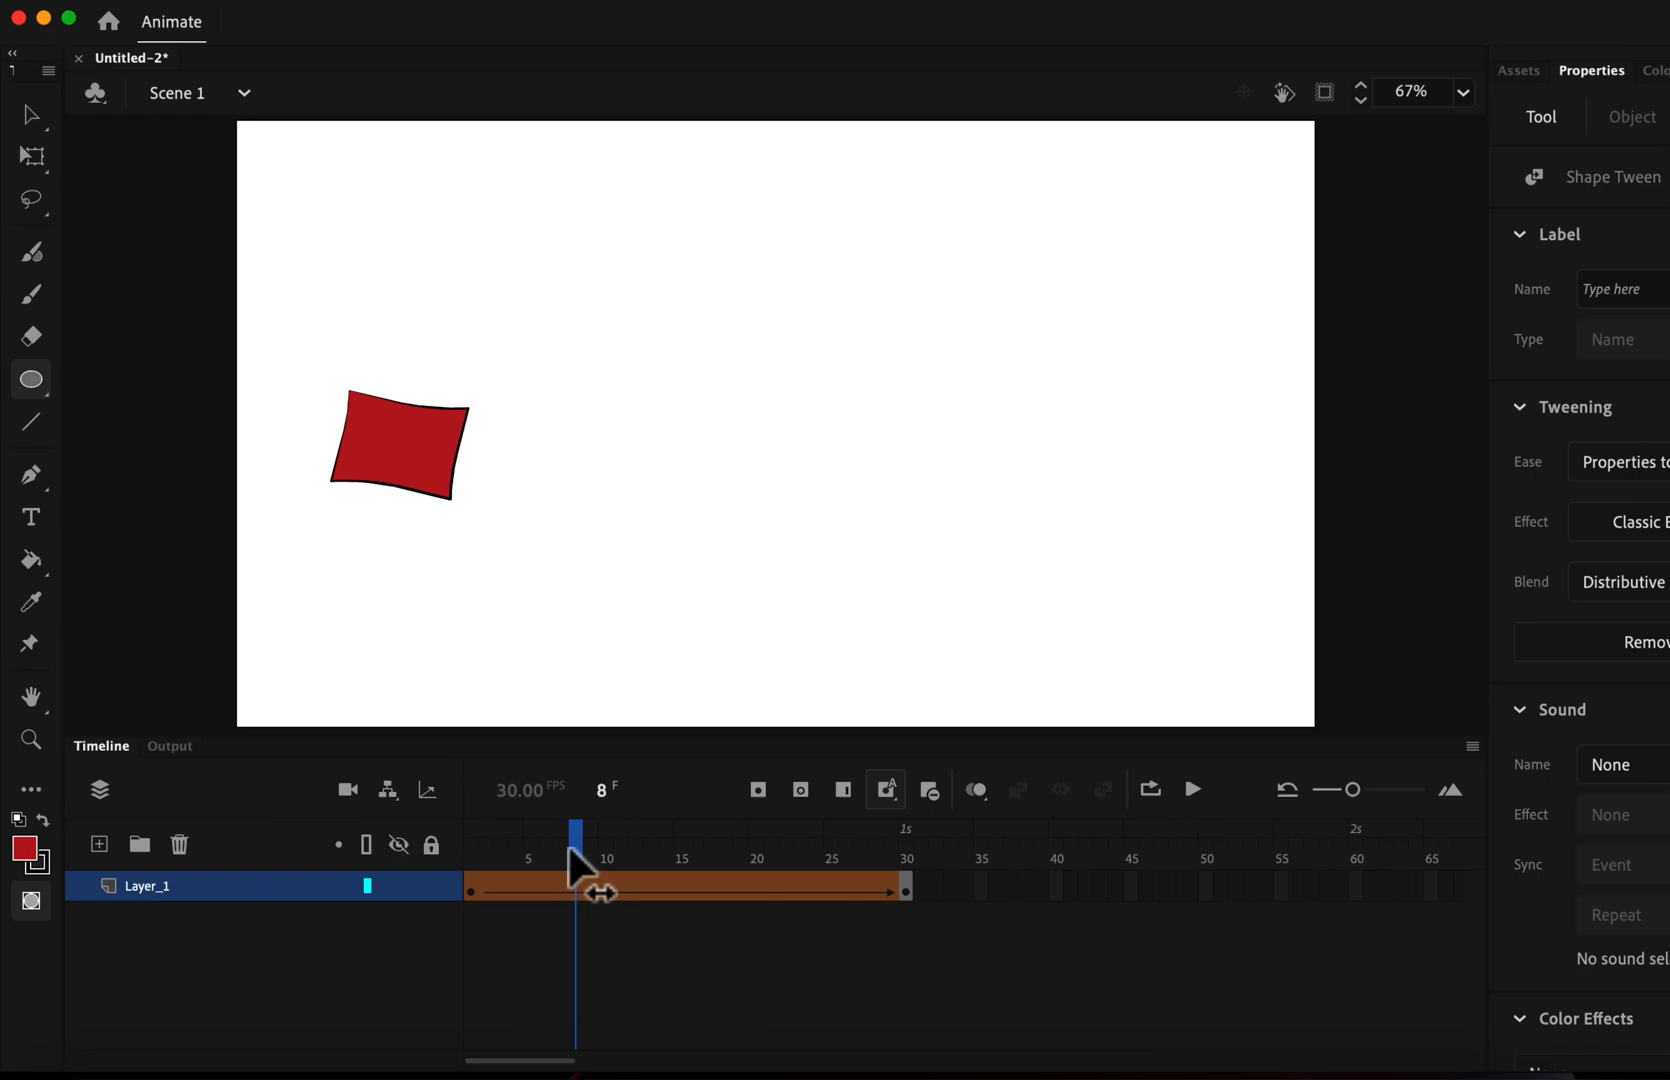 Animate
Untitled-2*
Scene 1
67%
Assets Properties Colo
Tool Object
Shape Tween
Label
Name Type here
Type Name
Tweening
Ease Properties to
Effect Classic E
Blend Distributive
Remov
Sound
Name None
Effect None
Sync Event
Repeat
No sound sel
Color Effects
Timeline Output
30.00 FPS 8 F
1s 2s
5 10 15 20 25 30 35 40 45 50 55 60 65
Layer_1